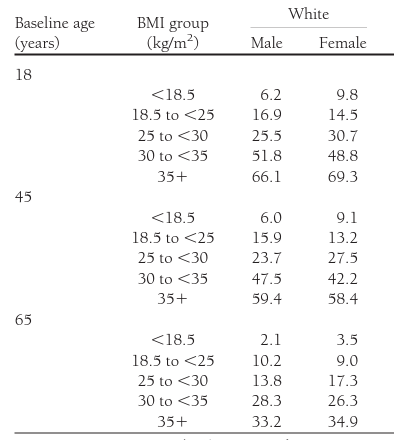 White
Baseline age BMI group
(years) (kg/m²) Male Female
18
<18.5 6.2 9.8
18.5 to <25 16.9 14.5
25 to <30 25.5 30.7
30 to <35 51.8 48.8
35+ 66.1 69.3
45
<18.5 6.0 9.1
18.5 to <25 15.9 13.2
25 to <30 23.7 27.5
30 to <35 47.5 42.2
35+ 59.4 58.4
65
<18.5 2.1 3.5
18.5 to <25 10.2 9.0
25 to <30 13.8 17.3
30 to <35 28.3 26.3
35+ 33.2 34.9